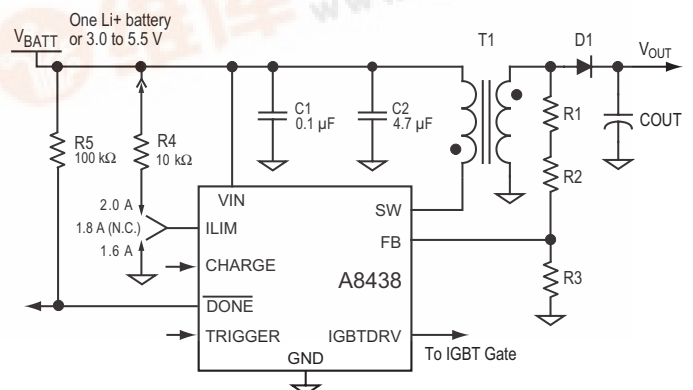 One Li+ battery
or 3.0 to 5.5 V
VBATT
T1
D1
VOUT
C1
0.1 µF
C2
4.7 µF
R1
COUT
R5
100 kΩ
R4
10 kΩ
R2
2.0 A
1.8 A (N.C.)
1.6 A
VIN
ILIM
SW
FB
CHARGE
A8438
R3
DONE
TRIGGER
IGBTDRV
To IGBT Gate
GND